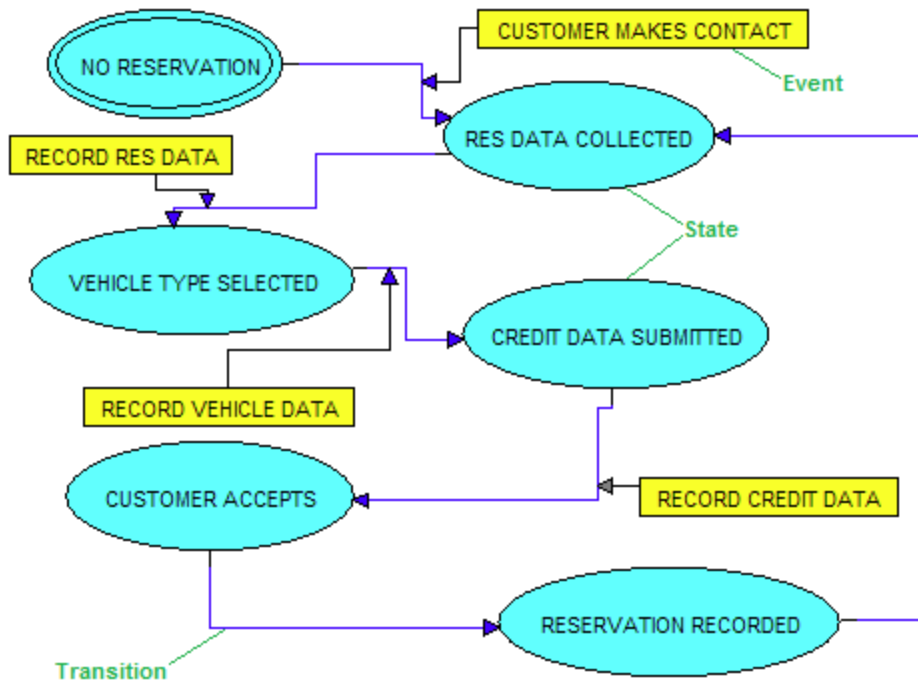 CUSTOMER MAKES CONTACT
NO RESERVATION
Event
RES DATA COLLECTED
RECORD RES DATA
State
VEHICLE TYPE SELECTED
CREDIT DATA SUBMITTED
RECORD VEHICLE DATA
CUSTOMER ACCEPTS
RECORD CREDIT DATA
RESERVATION RECORDED
Transition